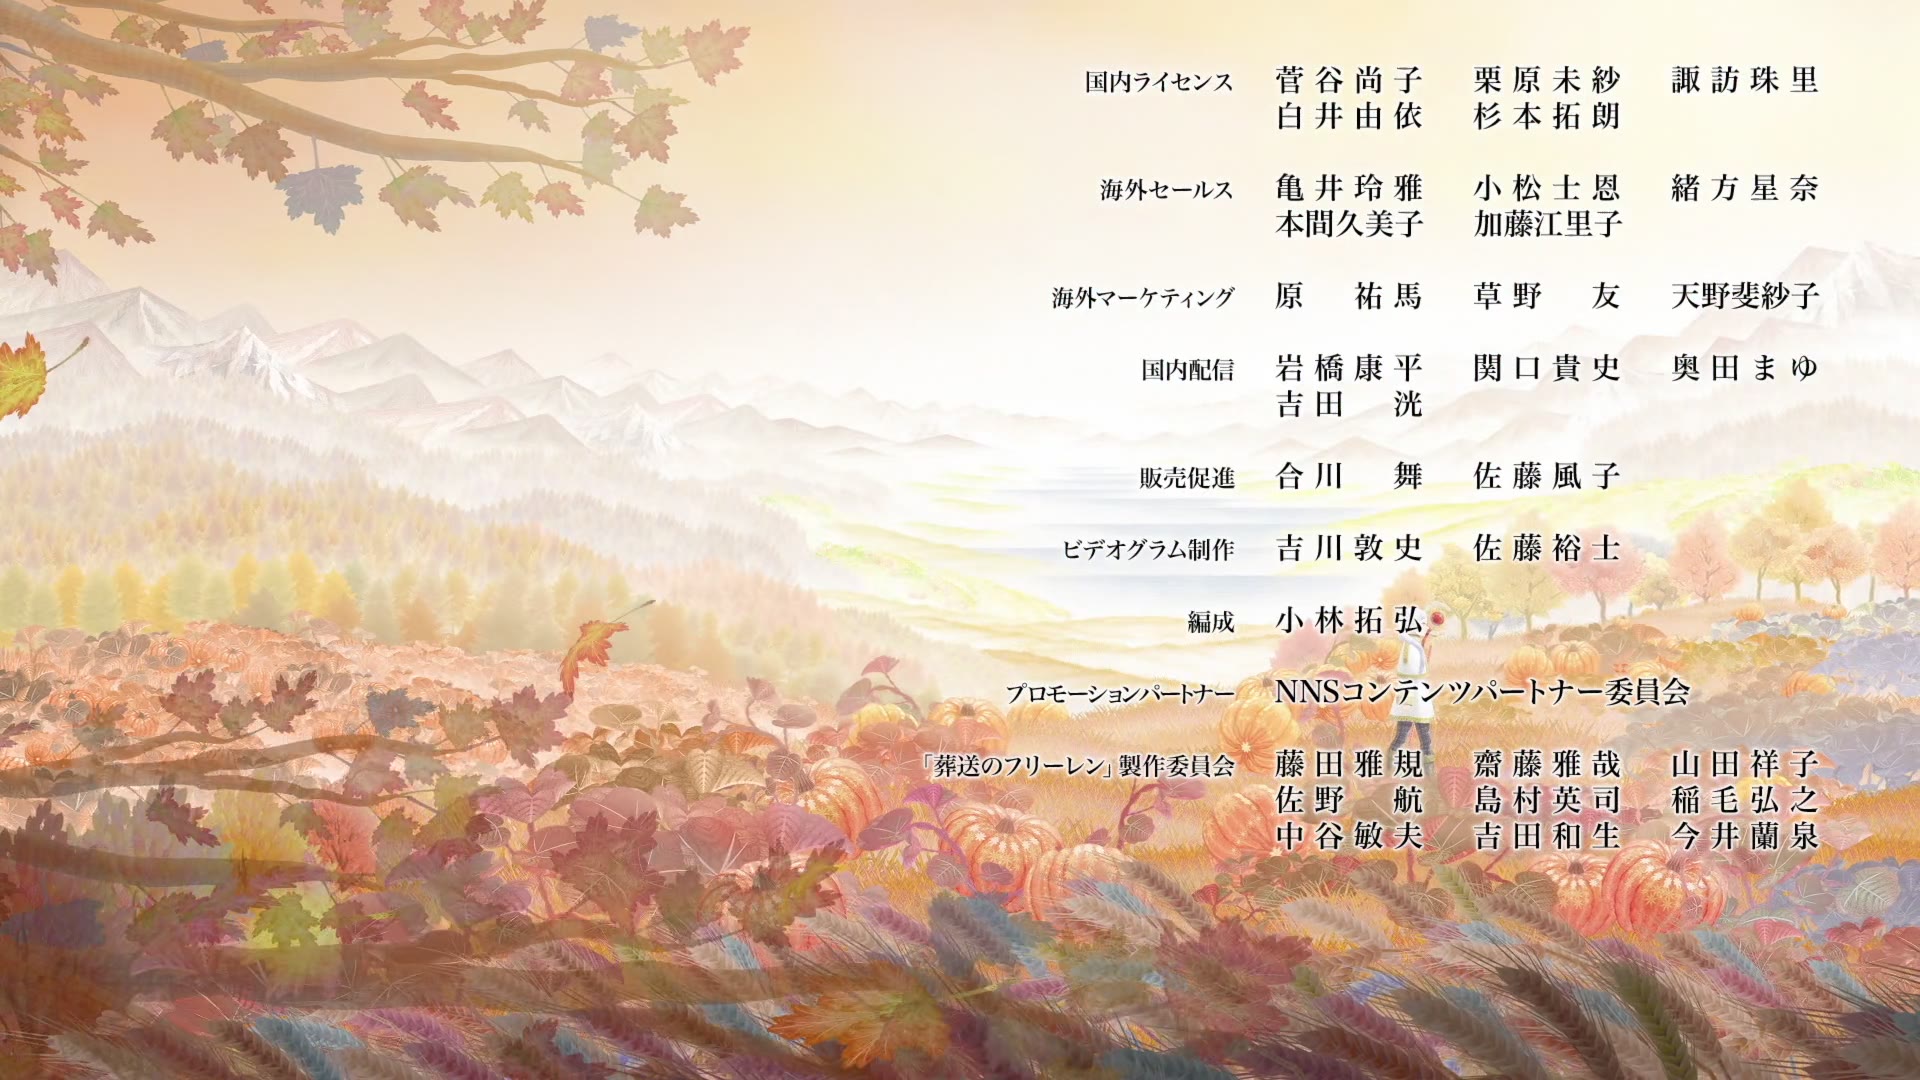 国内ライセンス 菅谷尚子 栗原未紗 諏訪珠里
白井由依 杉本拓朗
海外セールス 亀井玲雅 小松士恩 緒方星奈
本間久美子 加藤江里子
海外マーケティング 原祐馬 草野友 天野斐紗子
国内配信 岩橋康平 関口貴史 奥田まゆ
吉田洸
販売促進 合川舞 佐藤風子
ビデオグラム制作 吉川敦史 佐藤裕士
編成 小林拓弘
プロモーションパートナー NNSコンテンツパートナー委員会
「葬送のフリーレン」製作委員会 藤田雅規 齋藤雅哉 山田祥子
佐野航 島村英司 稲毛弘之
中谷敏夫 吉田和生 今井蘭泉